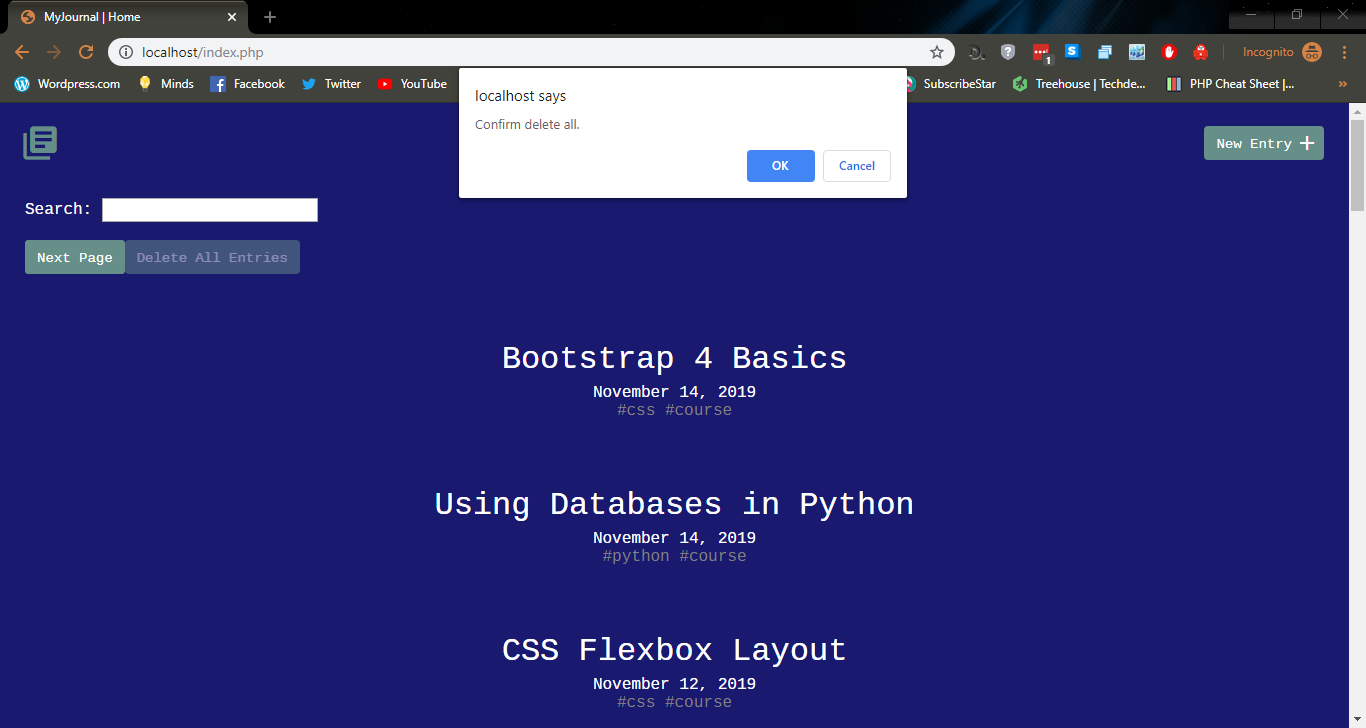 MyJournal | Home
localhost/index.php
1
Incognito
Wordpress.com
Minds
Facebook
Twitter
YouTube
SubscribeStar
Treehouse | Techde...
PHP Cheat Sheet |...
localhost says
Confirm delete all.
OK
Cancel
New Entry
Search:
Next Page
Delete All Entries
Bootstrap 4 Basics
November 14, 2019
#css #course
Using Databases in Python
November 14, 2019
#python #course
CSS Flexbox Layout
November 12, 2019
#css #course